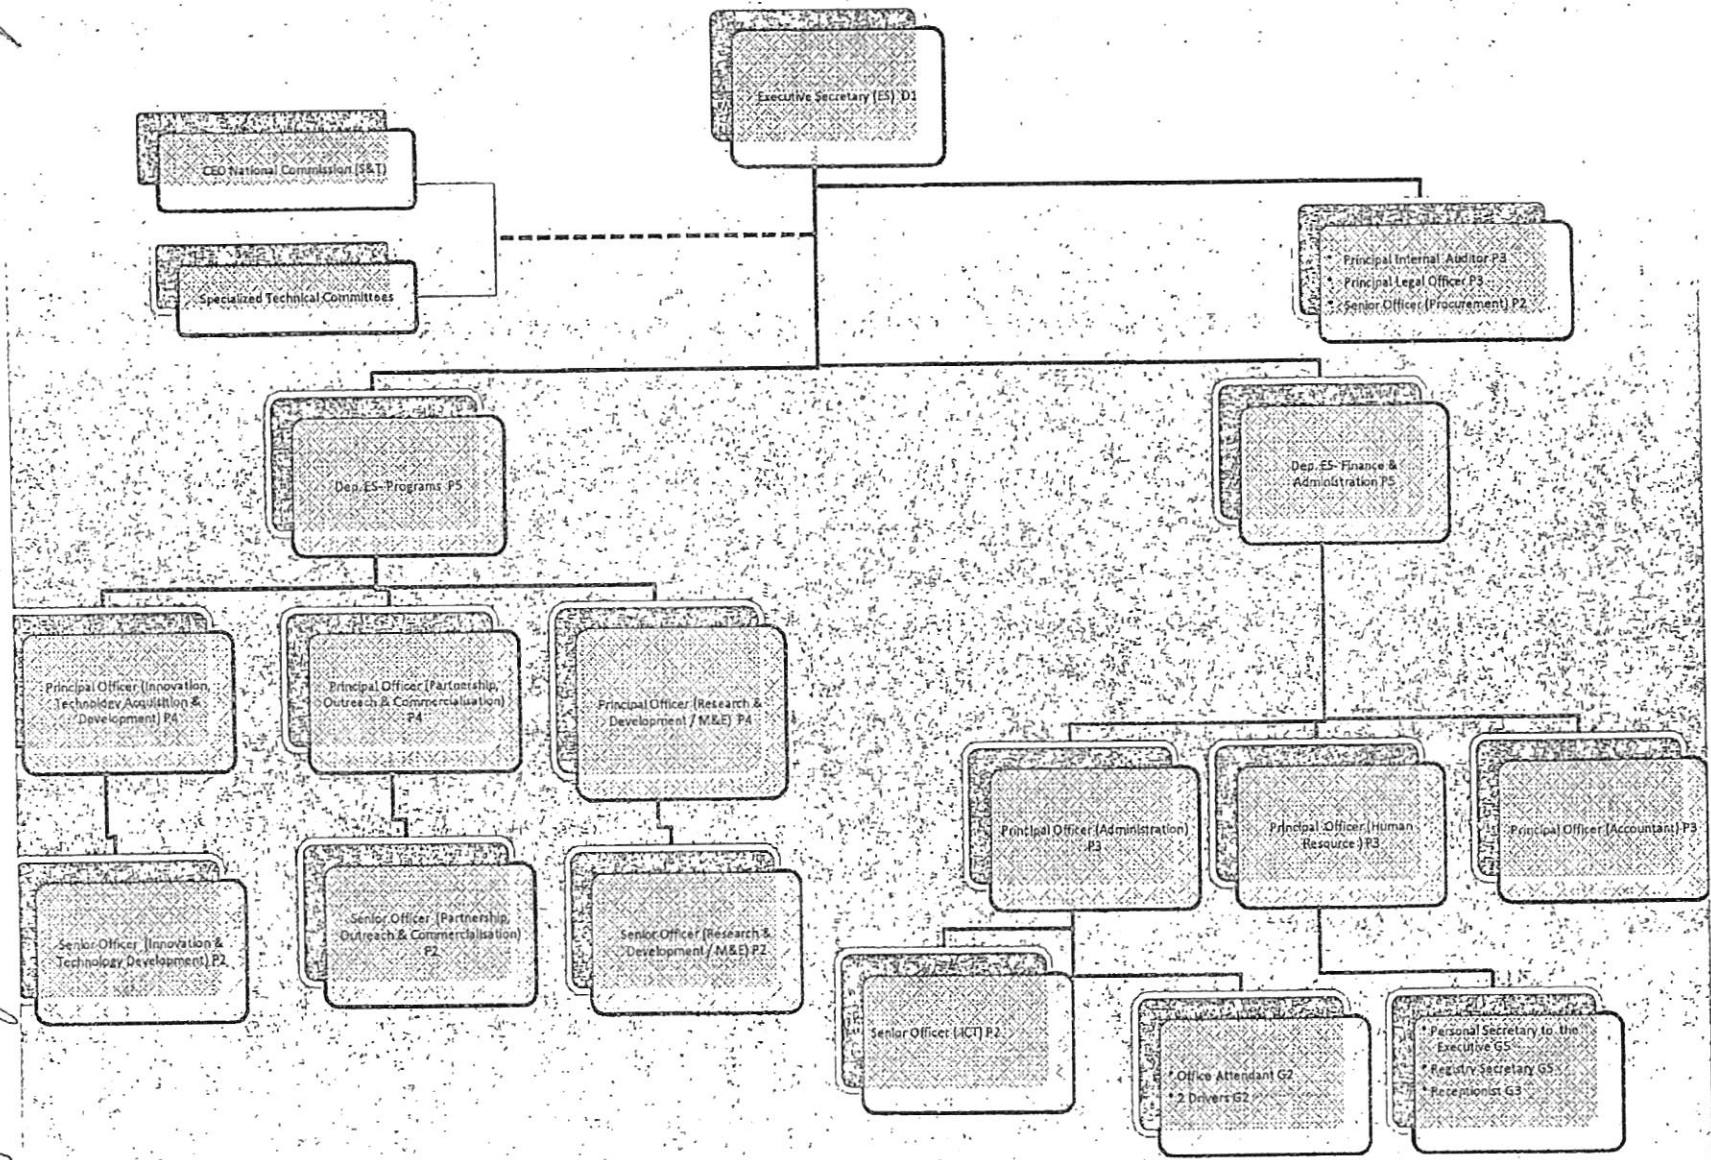 Executive Secretary (ES) D1
CEO National Commission (S&T)
Specialized Technical Committees
• Principal Internal Auditor P3
• Principal Legal Officer P3
• Senior Officer (Procurement) P2
Dep. ES- Programs P5
Dep. ES- Finance &
Administration P5
Principal Officer (Innovation,
Technology Acquisition &
Development) P4
Principal Officer (Partnership,
Outreach & Commercialisation)
P4
Principal Officer (Research &
Development / M&E) P4
Principal Officer (Administration)
P3
Principal Officer (Human
Resource ) P3
Principal Officer (Accountant) P3
Senior Officer (Innovation &
Technology Development) P2
Senior Officer (Partnership,
Outreach & Commercialisation)
P2
Senior Officer (Research &
Development / M&E) P2
Senior Officer ( ICT) P2
• Office Attendant G2
• 2 Drivers G2
• Personal Secretary to the
Executive G5
• Registry Secretary G5
• Receptionist G3